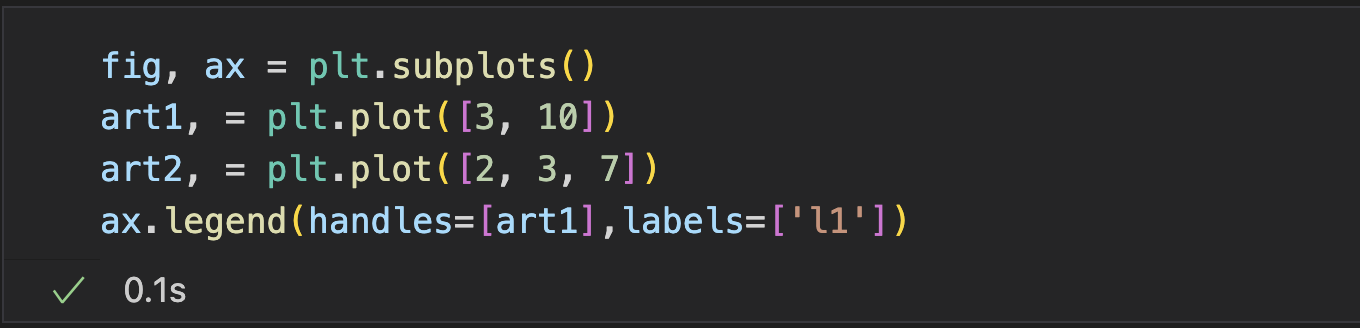 fig, ax = plt.subplots()
art1, = plt.plot([3, 10])
art2, = plt.plot([2, 3, 7])
ax.legend(handles=[art1],labels=['l1'])
0.1s